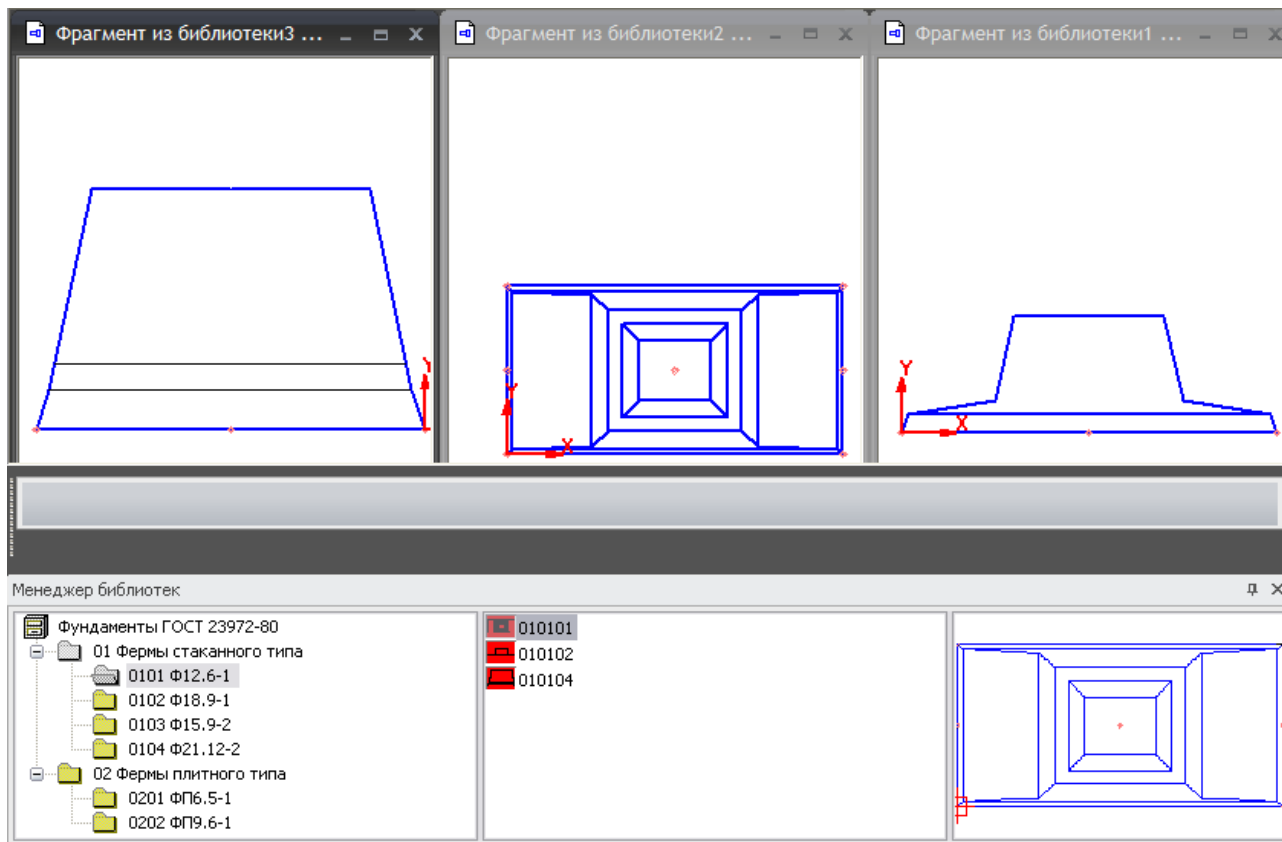 Фрагмент из библиотеки3 ...
Фрагмент из библиотеки2 ...
Фрагмент из библиотеки1 ...
Y
Y
X
Y
X
Менеджер библиотек
Фундаменты ГОСТ 23972-80
01 Фермы стаканного типа
0101 Ф12.6-1
0102 Ф18.9-1
0103 Ф15.9-2
0104 Ф21.12-2
02 Фермы плитного типа
0201 ФП6.5-1
0202 ФП9.6-1
010101
010102
010104